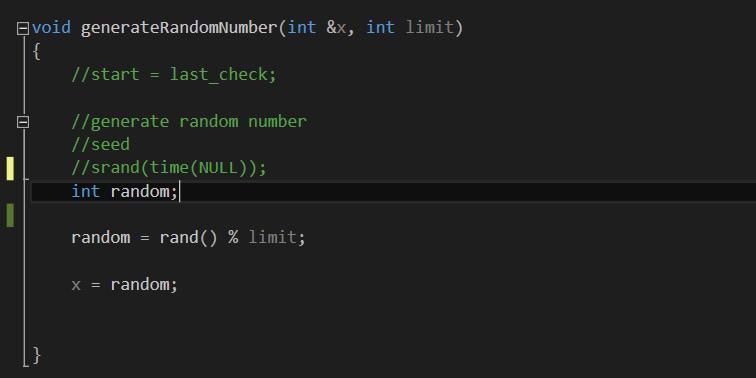 void generateRandomNumber(int &x, int limit)
{
//start = last_check;
//generate random number
//seed
//srand(time(NULL));
int random;
random = rand() % limit;
x = random;
}